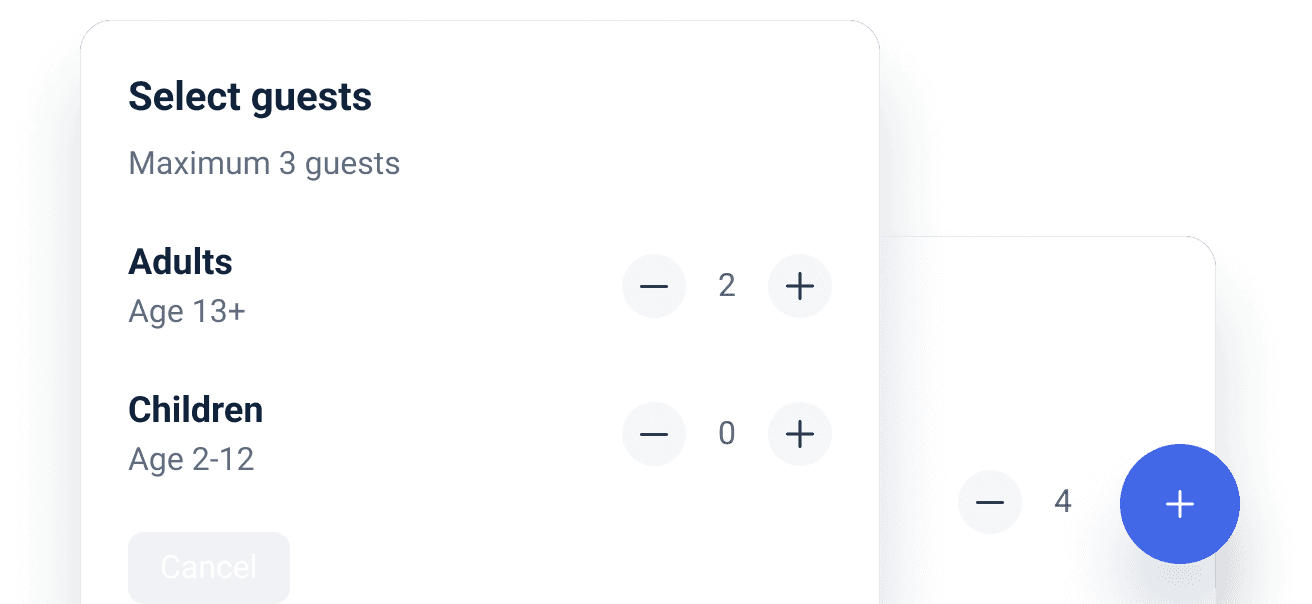 Select guests
Maximum 3 guests
Adults
Age 13+
2
Children
Age 2-12
0
4
Cancel